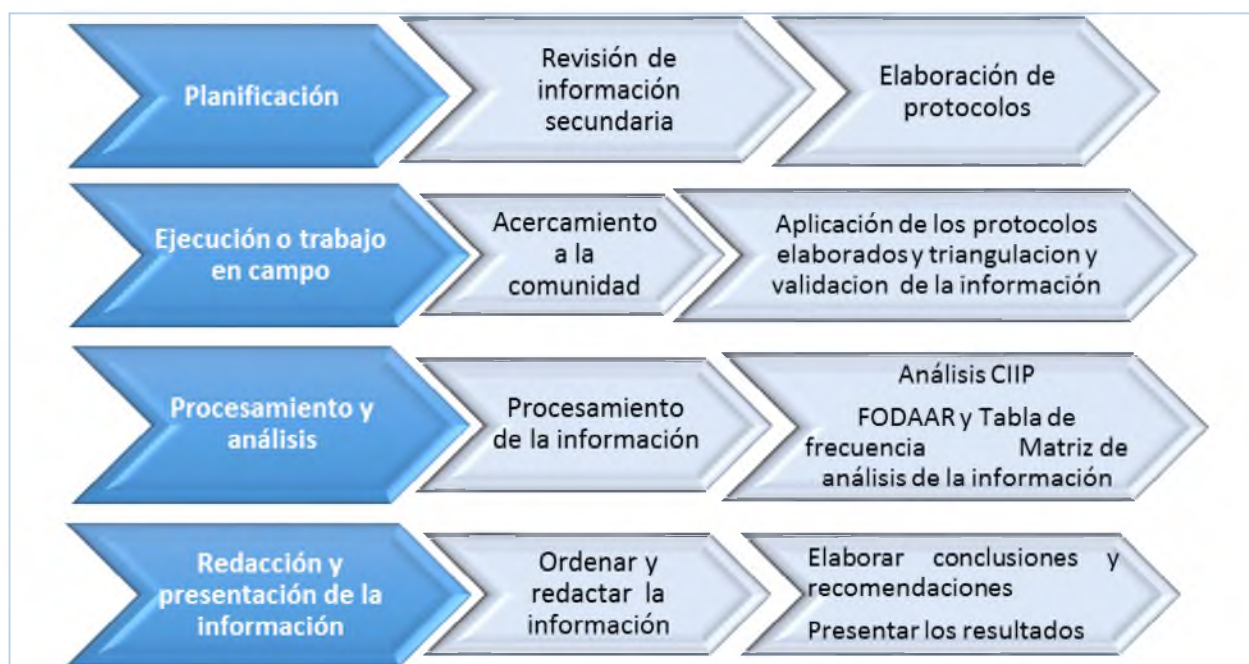 Planificación
Revisión de
información
secundaria
Elaboración de
protocolos
Ejecución o trabajo
en campo
Acercamiento
a la
comunidad
Aplicación de los protocolos
elaborados y triangulacion y
validacion de la información
Procesamiento y
análisis
Procesamiento
de la información
Análisis CIIP
FODAAR y Tabla de
frecuencia Matriz de
análisis de la información
Redacción y
presentación de la
información
Ordenar y
redactar la
información
Elaborar conclusiones y
recomendaciones
Presentar los resultados